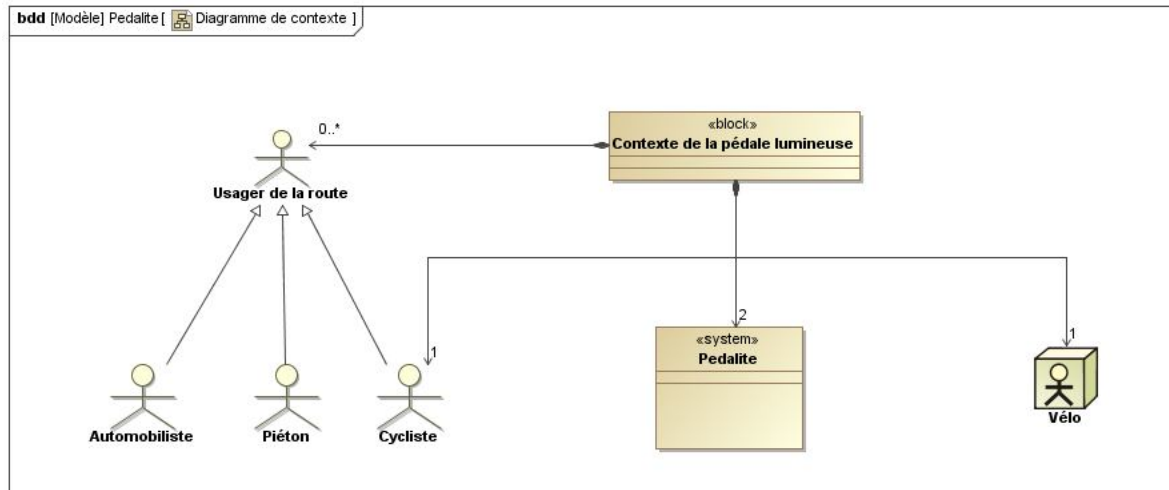 bdd [Modèle] Pedalite [ Diagramme de contexte ]
«block»
Contexte de la pédale lumineuse
0..*
Usager de la route
1
2
1
«system»
Pedalite
Automobiliste
Piéton
Cycliste
Vélo